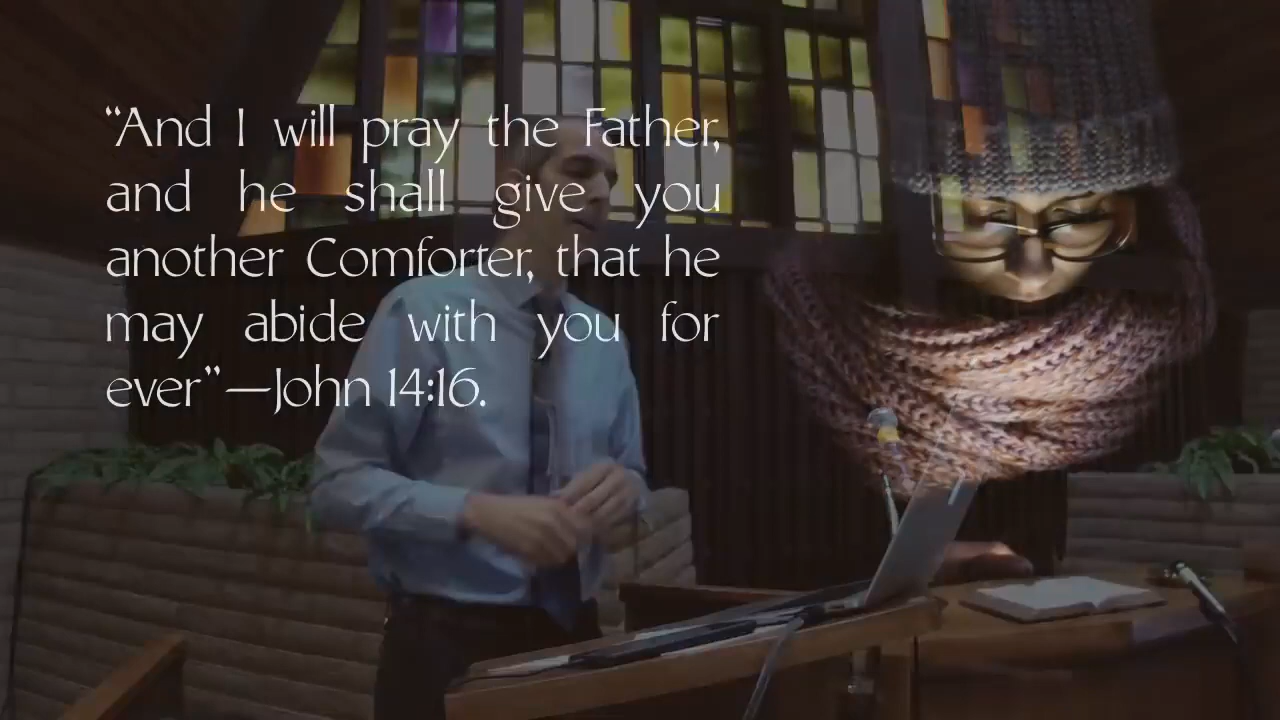 “And I will pray the Father,
and he shall give you
another Comforter, that he
may abide with you for
ever”—John 14:16.